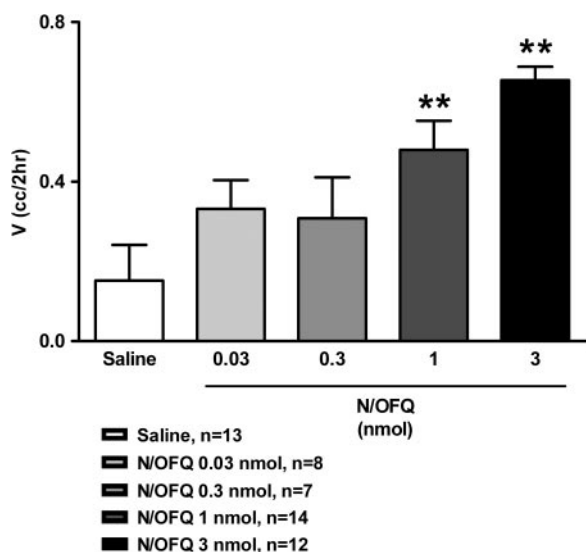 0.8
**
**
0.4
V (cc/2hr)
0.0
Saline 0.03 0.3 1 3
N/OFQ
(nmol)
Saline, n=13
N/OFQ 0.03 nmol, n=8
N/OFQ 0.3 nmol, n=7
N/OFQ 1 nmol, n=14
N/OFQ 3 nmol, n=12